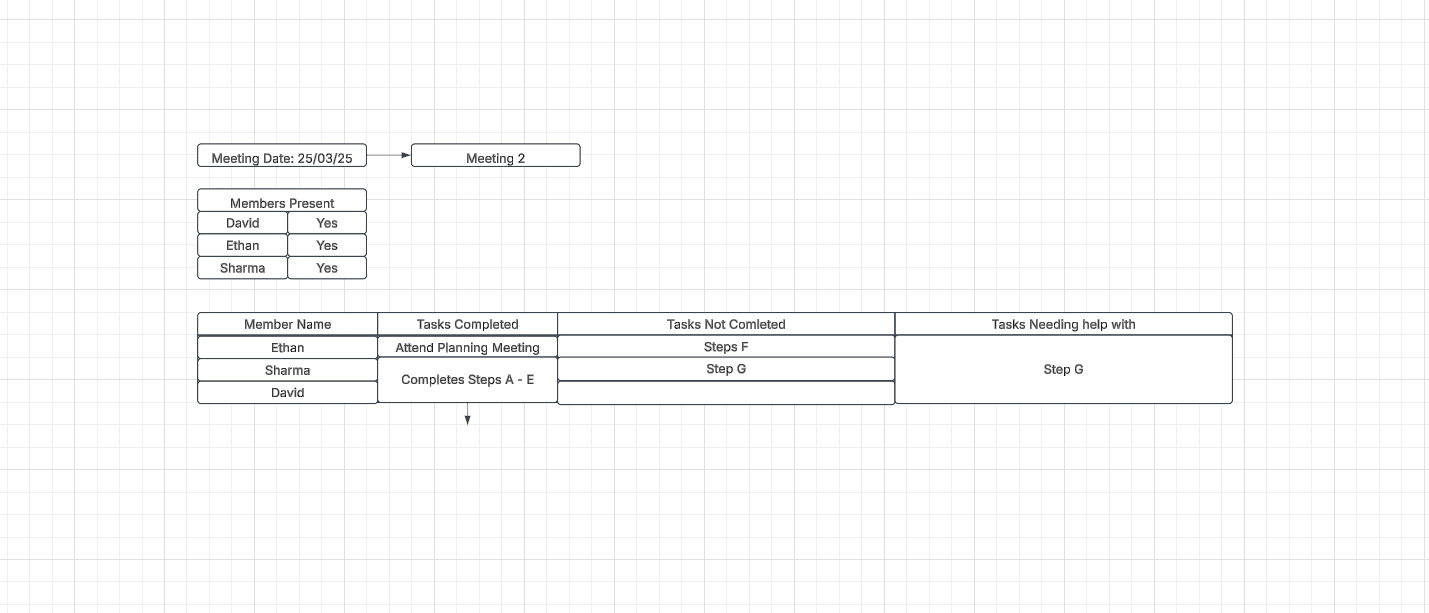 Meeting Date: 25/03/25
Meeting 2
Members Present
David Yes
Ethan Yes
Sharma Yes
Member Name Tasks Completed Tasks Not Comleted Tasks Needing help with
Ethan Attend Planning Meeting Steps F
Sharma Step G Step G
Completes Steps A - E
David